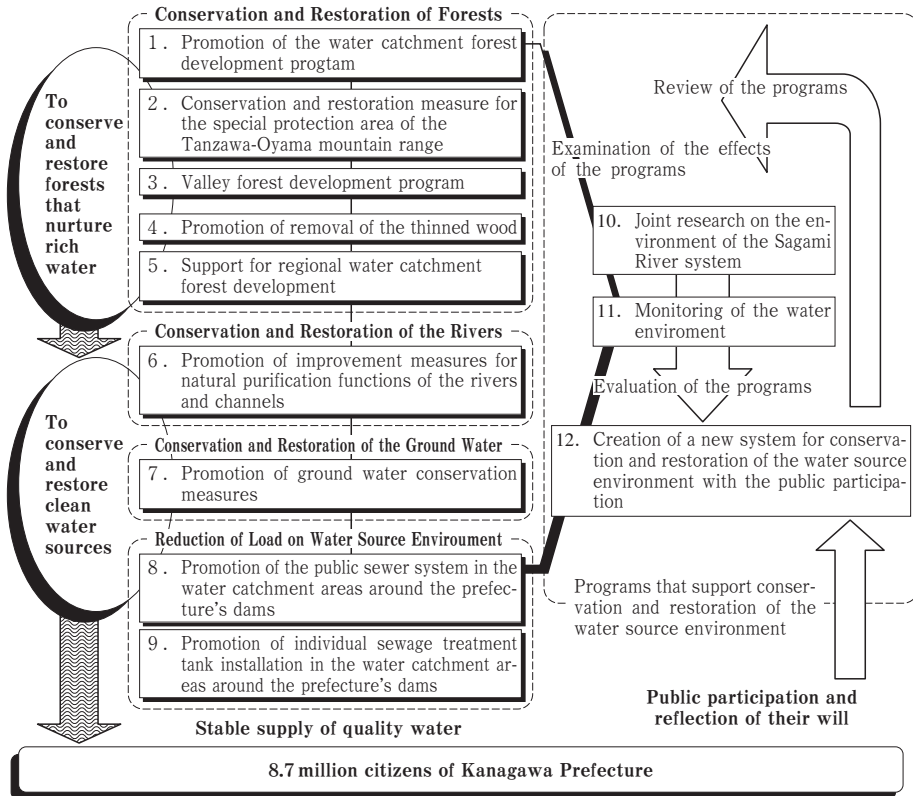 Conservation and Restoration of Forests
1. Promotion of the water catchment forest
development progtam
2. Conservation and restoration measure for
the special protection area of the
Tanzawa-Oyama mountain range
3. Valley forest development program
4. Promotion of removal of the thinned wood
5. Support for regional water catchment
forest development
To
conserve
and
restore
forests
that
nurture
rich
water
Conservation and Restoration of the Rivers
6. Promotion of improvement measures for
natural purification functions of the rivers
and channels
Conservation and Restoration of the Ground Water
7. Promotion of ground water conservation
measures
To
conserve
and
restore
clean
water
sources
Reduction of Load on Water Source Enviroument
8. Promotion of the public sewer system in the
water catchment areas around the prefec-
ture's dams
9. Promotion of individual sewage treatment
tank installation in the water catchment ar-
eas around the prefecture's dams
Review of the programs
Examination of the effects
of the programs
10. Joint research on the en-
vironment of the Sagami
River system
11. Monitoring of the water
enviroment
Evaluation of the programs
12. Creation of a new system for conserva-
tion and restoration of the water source
environment with the public participa-
tion
Programs that support conser-
vation and restoration of the
water source environment
Public participation and
reflection of their will
Stable supply of quality water
8.7 million citizens of Kanagawa Prefecture